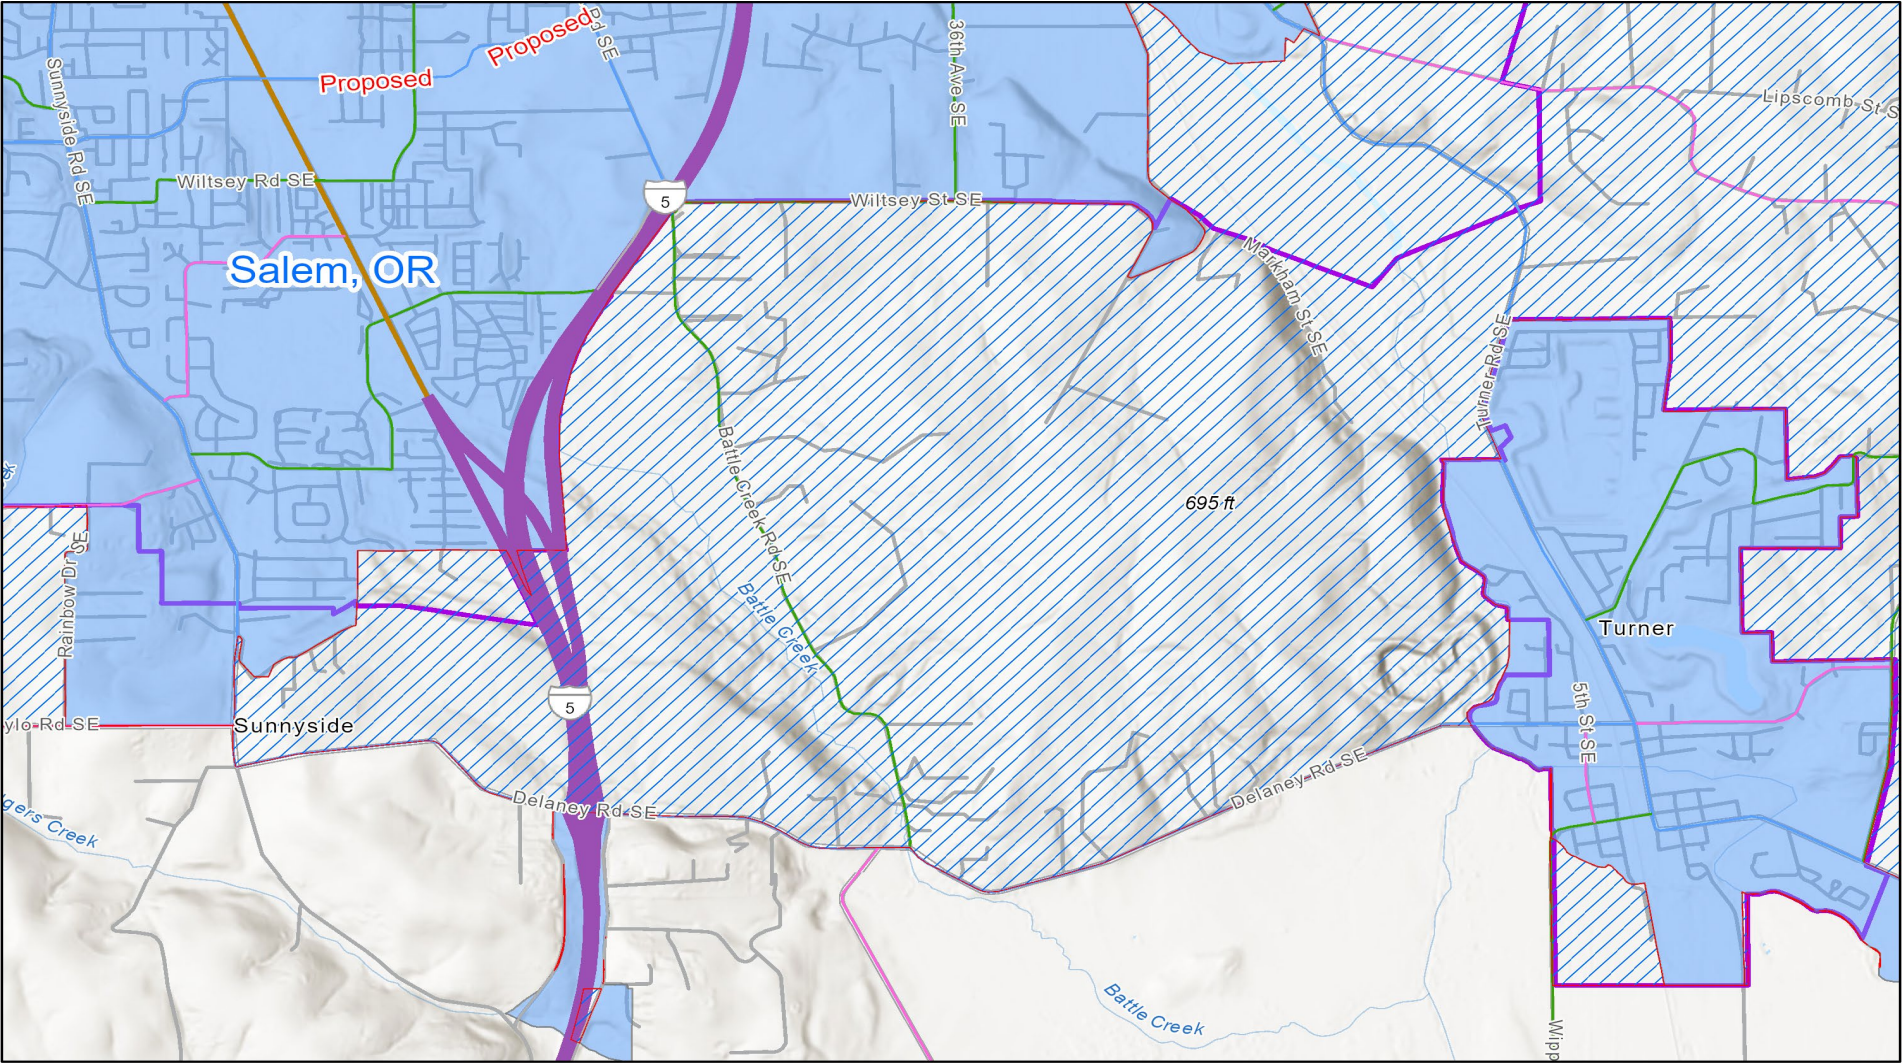 Proposed
Rd SE
36th Ave SE
Sunnyside Rd SE
Proposed
Lipscomb St S
Wiltsey Rd SE
5
Wiltsey St SE
Salem, OR
Markham St SE
Turner Rd SE
Battle Creek Rd SE
695 ft
Rainbow Dr SE
Battle Creek
Turner
5
5th St SE
ylo Rd SE
Sunnyside
Delaney Rd SE
Delaney Rd SE
gers Creek
Battle Creek
Wipp